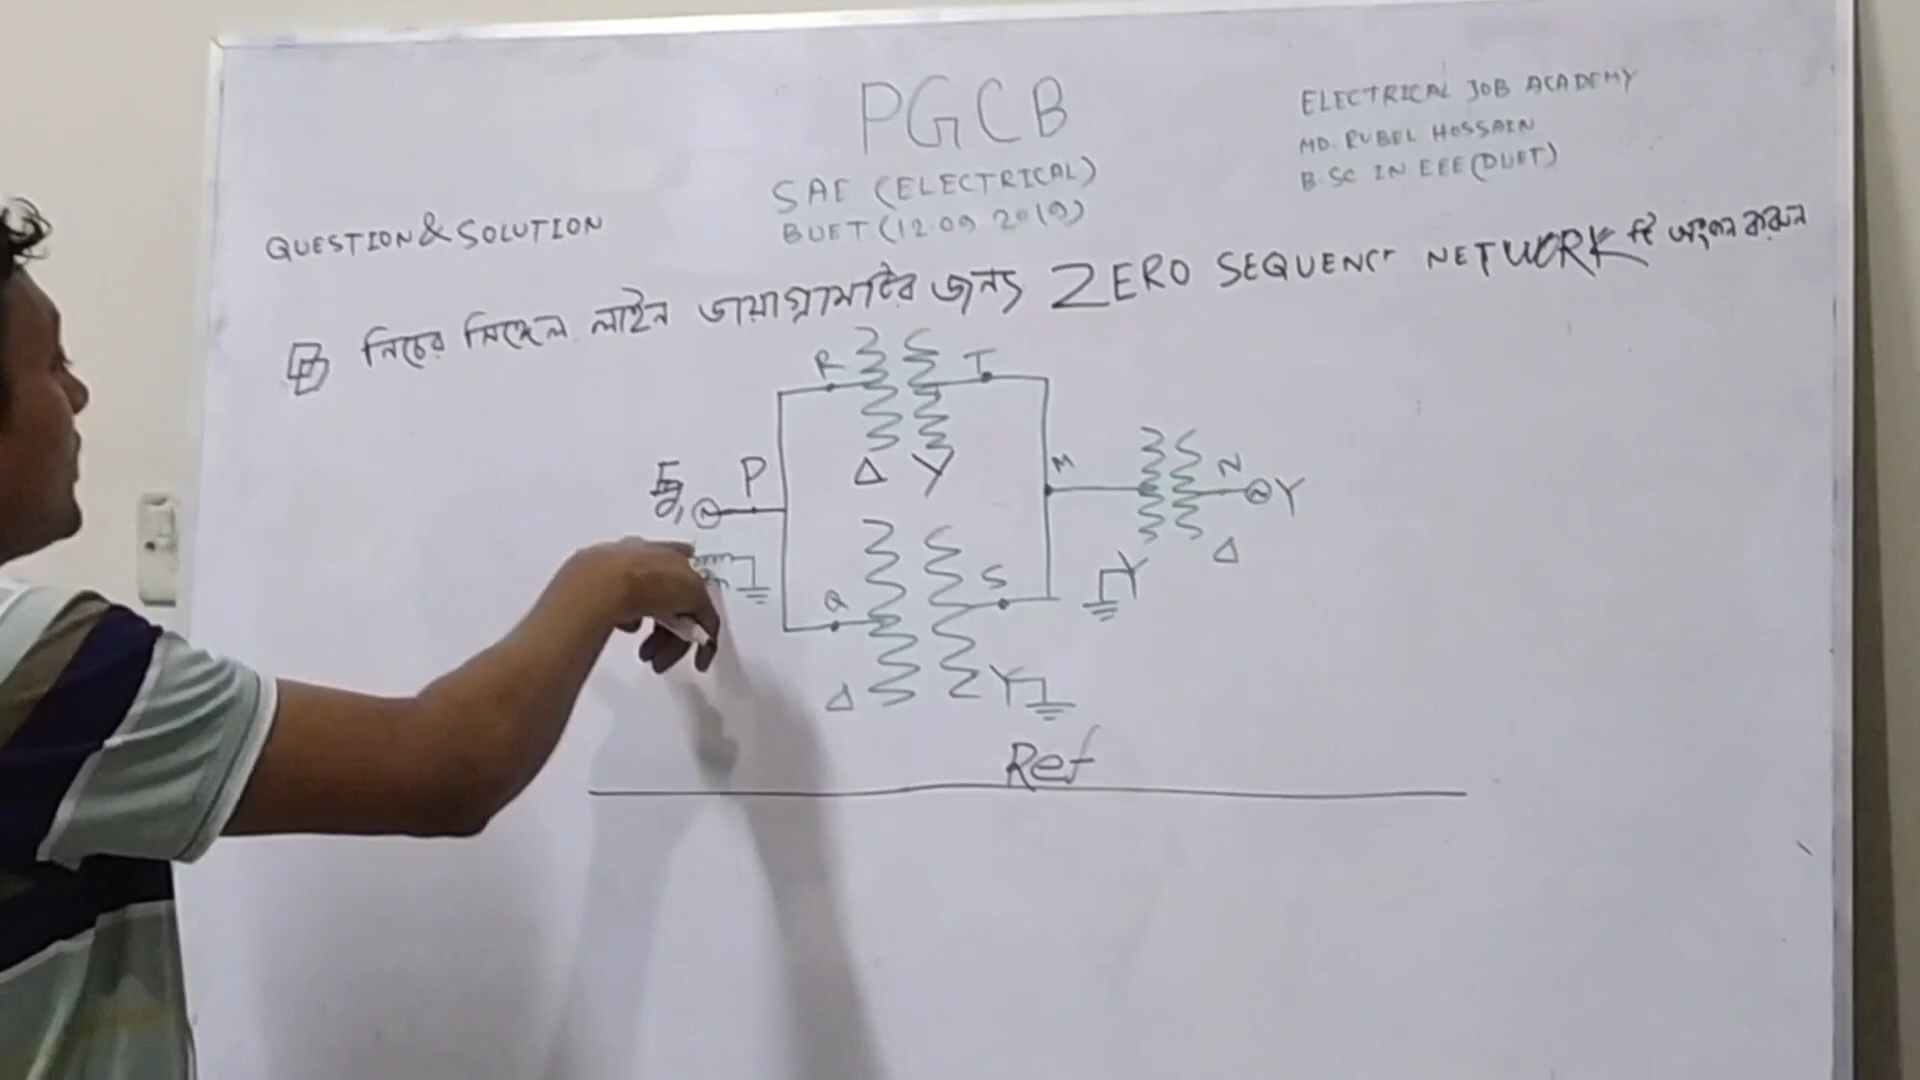 PGCB
ELECTRICAL JOB ACADEMY
MD. RUBEL HOSSAIN
B.SC IN EEE (DUET)
SAE (ELECTRICAL)
BUET (12.09 2019)
QUESTION & SOLUTION
নিচের সিঙ্গেল লাইন ডায়াগ্রামটির জন্য ZERO SEQUENCE NETWORK টি অংকন করুন
R T
Δ Y
P
M
N
Y
Δ
Q
S
Y
Δ
Y
Ref